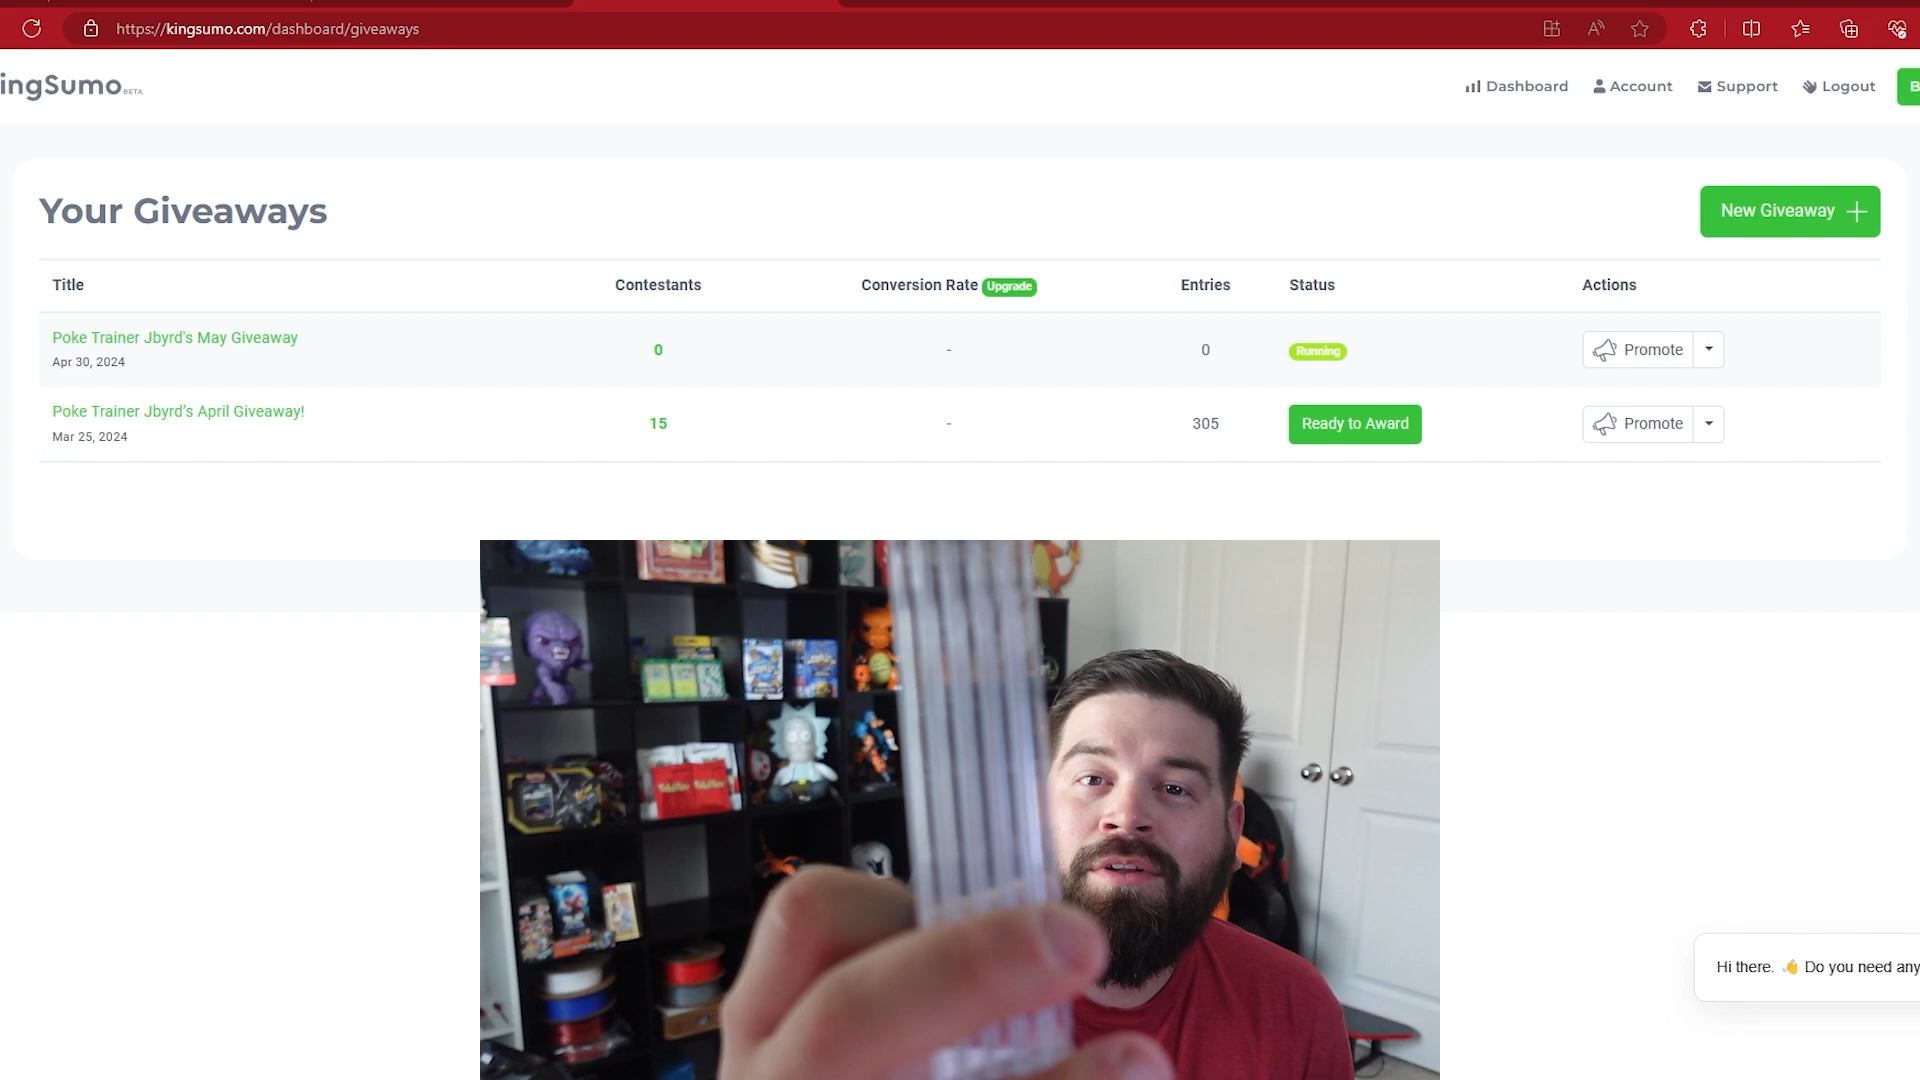 https://kingsumo.com/dashboard/giveaways
ingSumo BETA
Dashboard Account Support Logout B
Your Giveaways
New Giveaway
Title Contestants Conversion Rate Upgrade Entries Status Actions
Poke Trainer Jbyrd's May Giveaway
Apr 30, 2024
0 - 0 Running Promote
Poke Trainer Jbyrd's April Giveaway!
Mar 25, 2024
15 - 305 Ready to Award Promote
Hi there. 👋 Do you need any